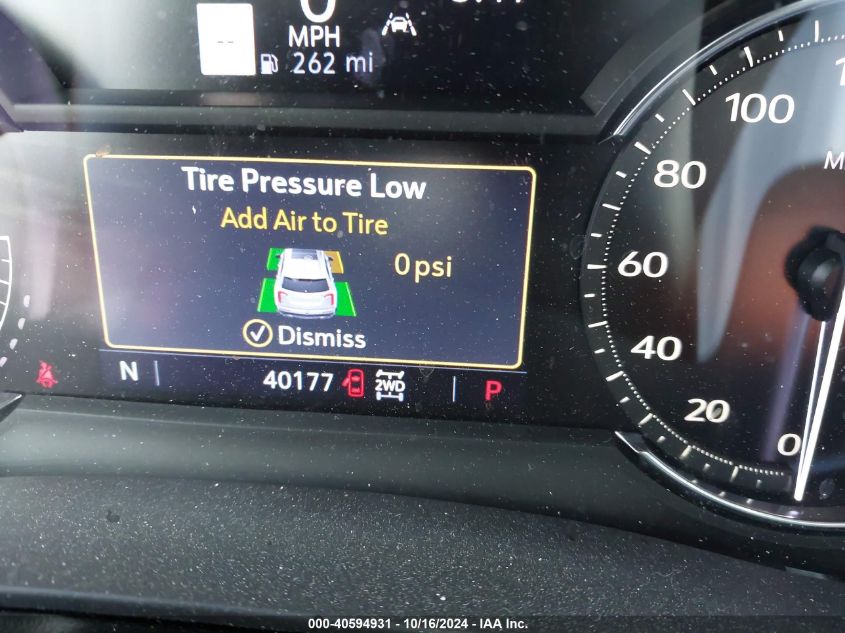 0
MPH
--
262 mi
100
80
60
40
20
0
Tire Pressure Low
Add Air to Tire
0 psi
Dismiss
N
40177
2WD
P
000-40594931 - 10/16/2024 - IAA Inc.